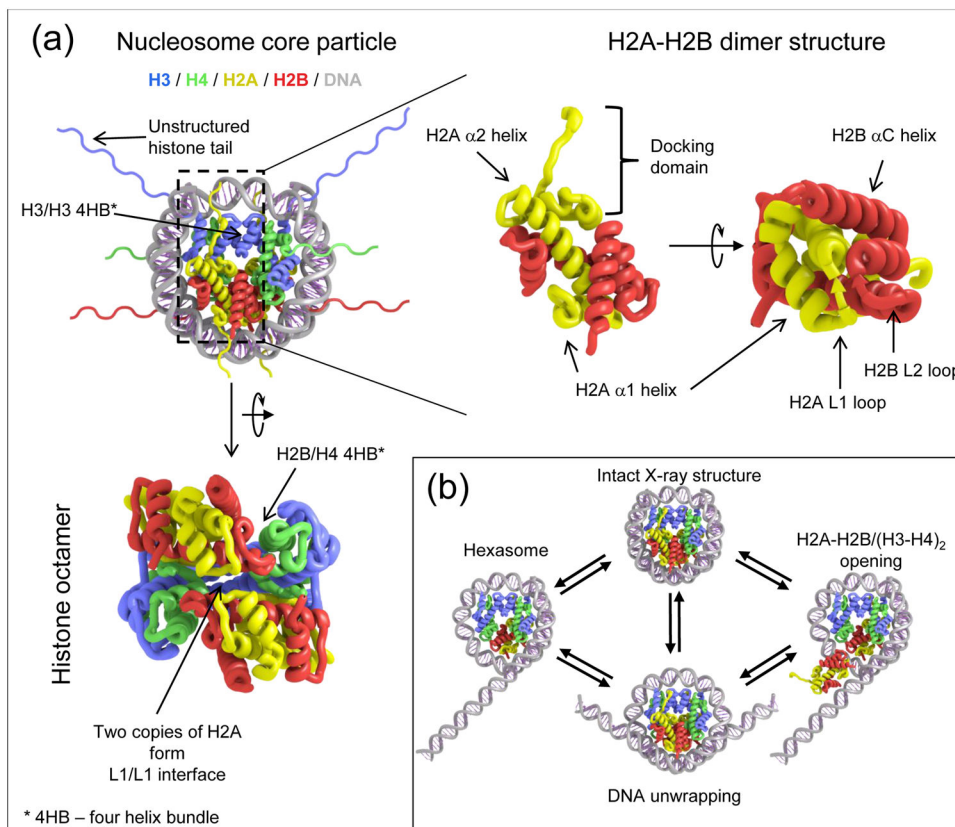 (a)
Nucleosome core particle
H3 / H4 / H2A / H2B / DNA
Unstructured
histone tail
H3/H3 4HB*
H2A-H2B dimer structure
H2A α2 helix
Docking
domain
H2B αC helix
H2A α1 helix
H2A L1 loop
H2B L2 loop
Histone octamer
H2B/H4 4HB*
Two copies of H2A
form
L1/L1 interface
* 4HB – four helix bundle
(b)
Intact X-ray structure
Hexasome
H2A-H2B/(H3-H4)₂
opening
DNA unwrapping